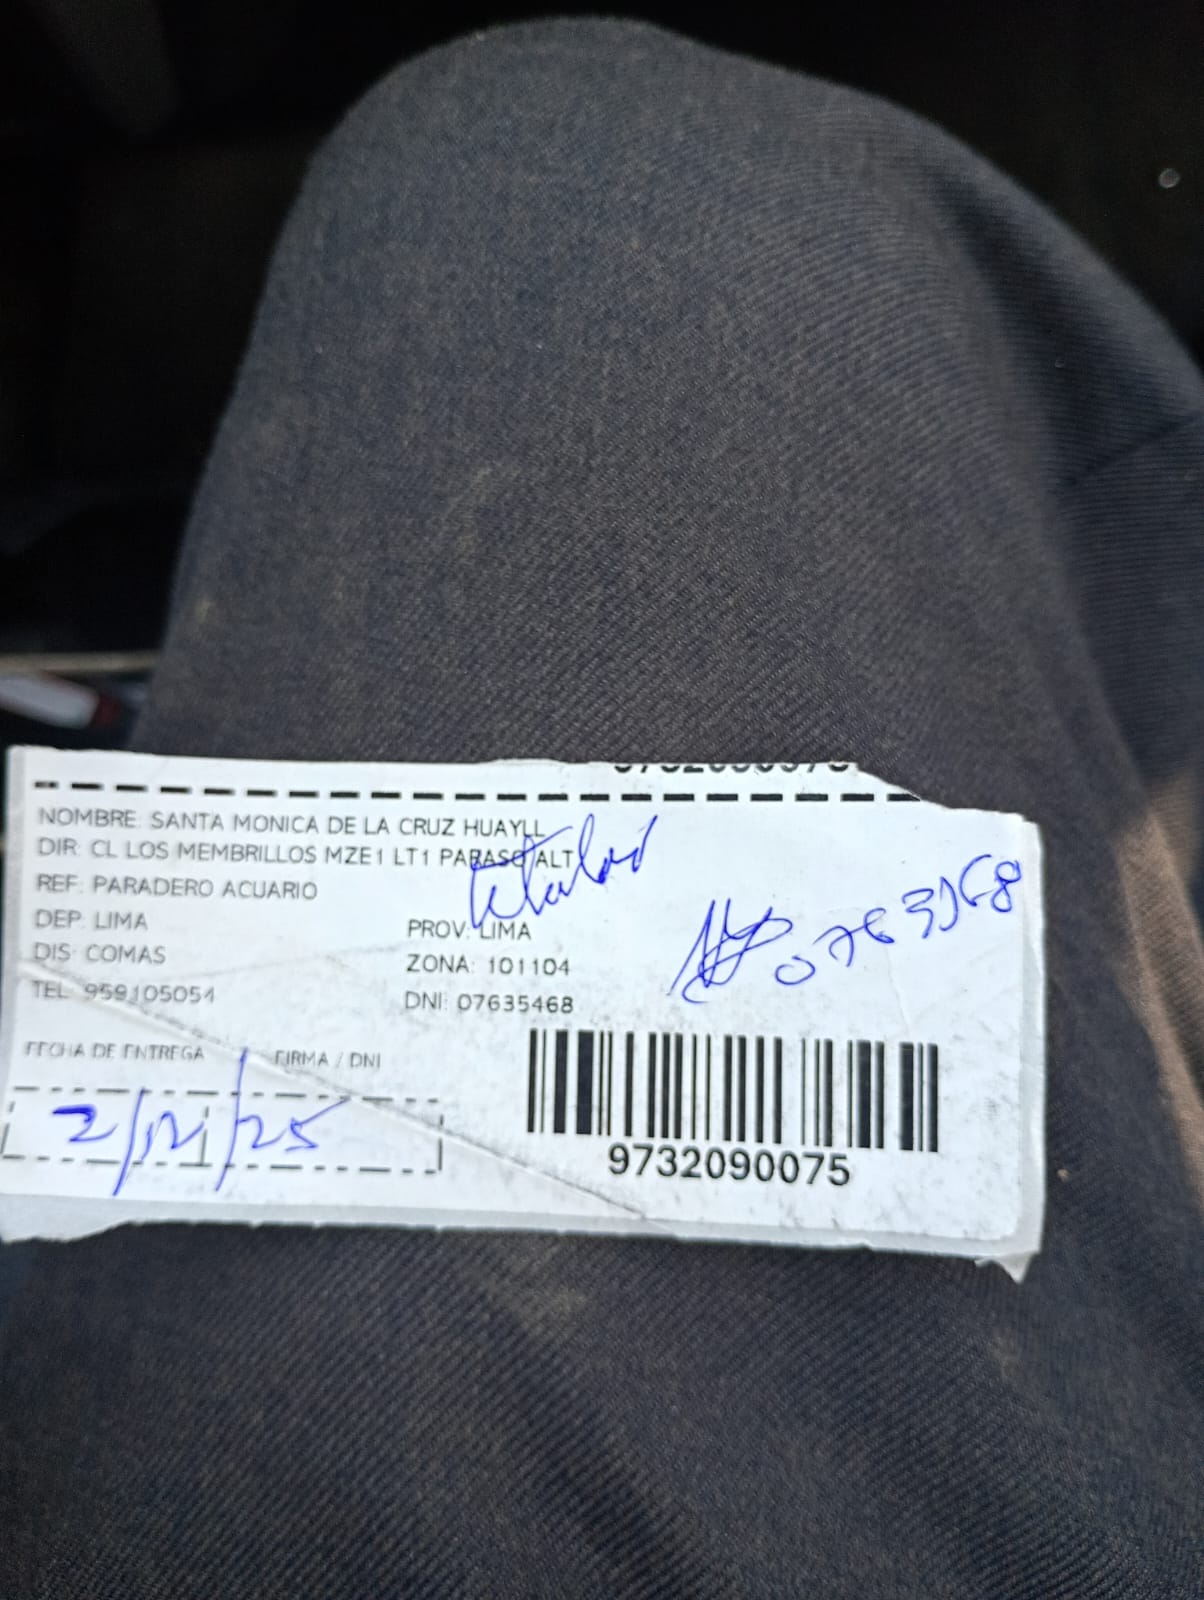 NOMBRE: SANTA MONICA DE LA CRUZ HUAYLL
DIR: CL LOS MEMBRILLOS MZE1 LT1 PARASO ALT
titular
REF: PARADERO ACUARIO
DEP: LIMA PROV: LIMA
DIS: COMAS ZONA: 101104
TEL: 959105054 DNI: 07635468
FECHA DE ENTREGA FIRMA / DNI
2/12/25
9732090075